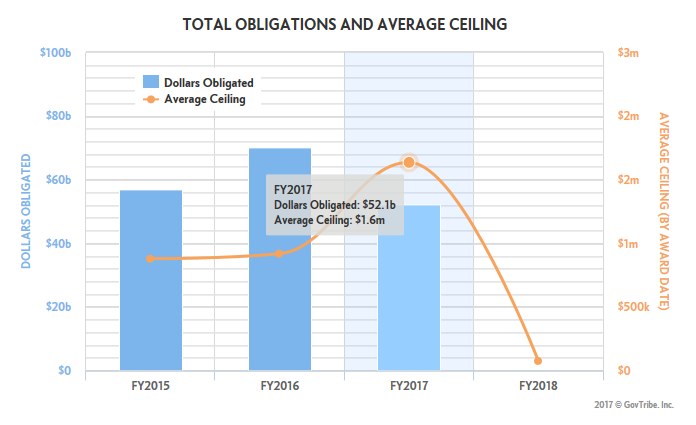 TOTAL OBLIGATIONS AND AVERAGE CEILING
$100b
$3m
Dollars Obligated
Average Ceiling
$80b
$2m
DOLLARS OBLIGATED
AVERAGE CEILING (BY AWARD DATE)
$60b
$2m
FY2017
Dollars Obligated: $52.1b
Average Ceiling: $1.6m
$40b
$1m
$20b
$500k
$0
$0
FY2015
FY2016
FY2017
FY2018
2017 © GovTribe, Inc.